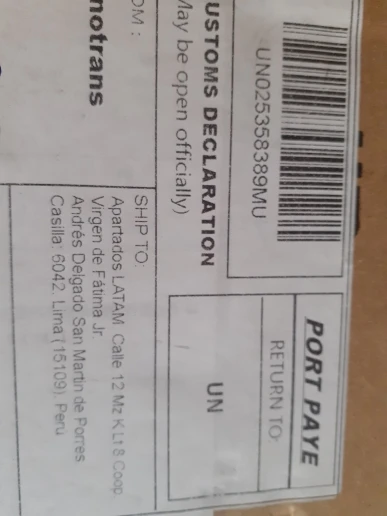 OM :
notrans
USTOMS DECLARATION
May be open officially)
UN025358389MU
SHIP TO:
Apartados LATAM Calle 12 Mz K Lt 8 Coop.
Virgen de Fátima Jr.
Andrés Delgado San Martin de Porres
Casilla: 6042. Lima (15109). Perú
PORT PAYE
RETURN TO:
UN